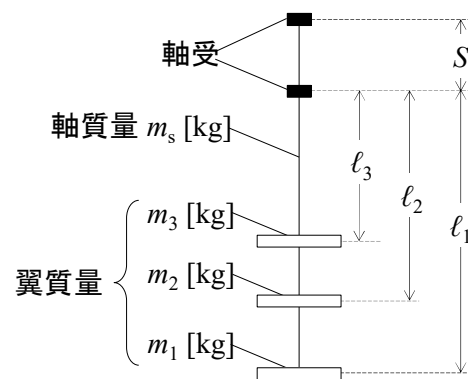 軸受
S
軸質量 mₛ [kg]
ℓ₃
ℓ₂
ℓ₁
m₃ [kg]
翼質量
m₂ [kg]
m₁ [kg]